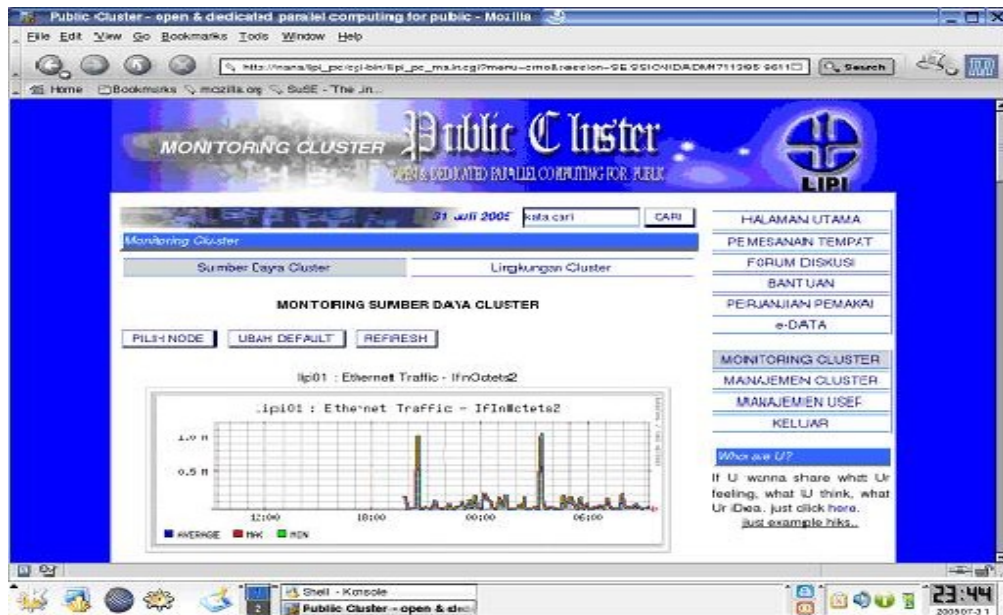 Public Cluster - open & dedicated parallel computing for public - Mozilla
File Edit View Go Bookmarks Tools Window Help
Search
Home Bookmarks mozilla.org SuSE - The Lin...
MONITORING CLUSTER
Public Cluster
OPEN & DEDICATED PARALLEL COMPUTING FOR PUBLIC
LIPI
31 Juli 2005 kata cari CARI
Monitoring Cluster
Sumber Daya Cluster Lingkungan Cluster
MONITORING SUMBER DAYA CLUSTER
PILIH NODE UBAH DEFAULT REFRESH
lipi01 : Ethernet Traffic - IfInOctets2
lipi01 : Ethernet Traffic - IfInOctets2
1.0 M
0.5 M
12:00 18:00 00:00 06:00
AVERAGE MAX MIN
HALAMAN UTAMA
PEMESANAN TEMPAT
FORUM DISKUSI
BANTUAN
PERJANJIAN PEMAKAI
e-DATA
MONITORING CLUSTER
MANAJEMEN CLUSTER
MANAJEMEN USER
KELUAR
Who are U?
If U wanna share what Ur
feeling, what U think, what
Ur iDea. just click here.
just example hiks..
2
Shell - Konsole
Public Cluster - open & ded
23:44
2005-07-31